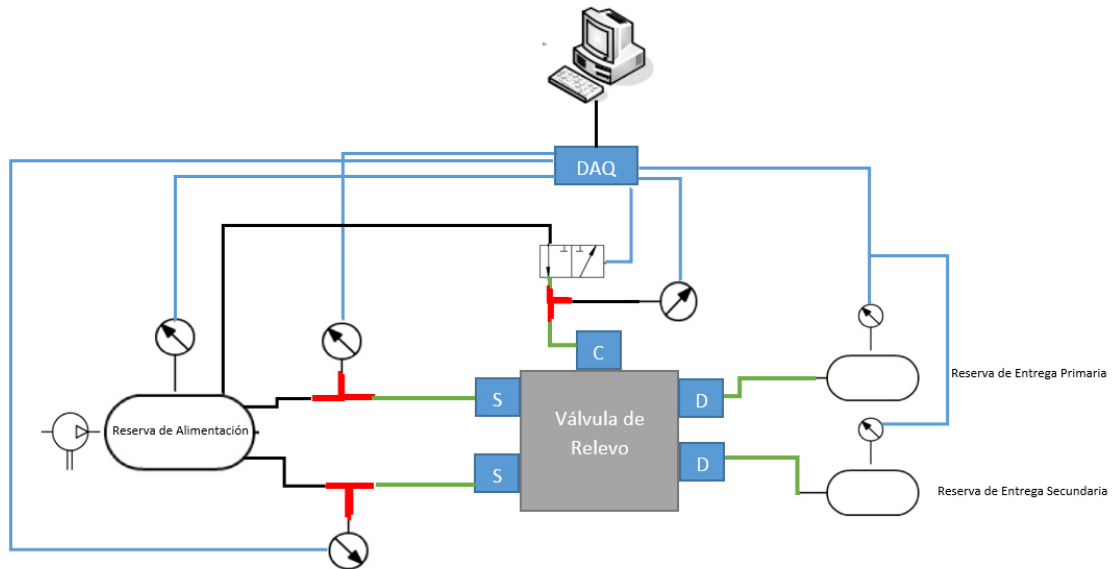 DAQ
C
S
D
Válvula de
Relevo
S
D
Reserva de Alimentación
Reserva de Entrega Primaria
Reserva de Entrega Secundaria